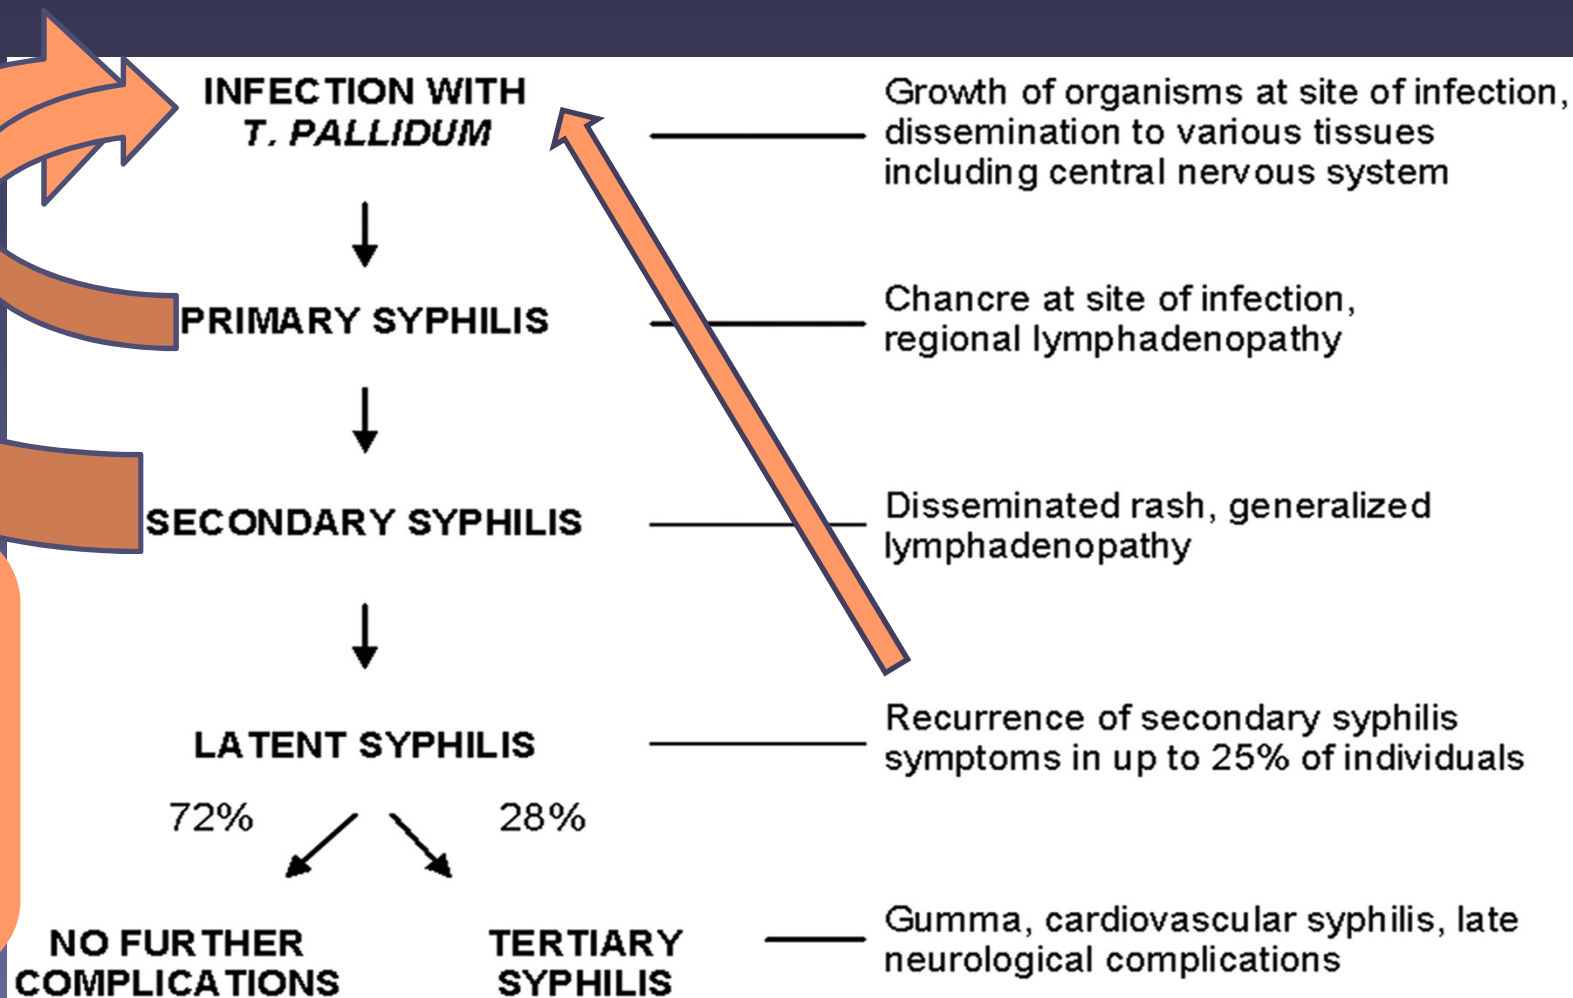 INFECTION WITH
T. PALLIDUM
Growth of organisms at site of infection,
dissemination to various tissues
including central nervous system
PRIMARY SYPHILIS
Chancre at site of infection,
regional lymphadenopathy
SECONDARY SYPHILIS
Disseminated rash, generalized
lymphadenopathy
LATENT SYPHILIS
Recurrence of secondary syphilis
symptoms in up to 25% of individuals
72%
28%
NO FURTHER
COMPLICATIONS
TERTIARY
SYPHILIS
Gumma, cardiovascular syphilis, late
neurological complications